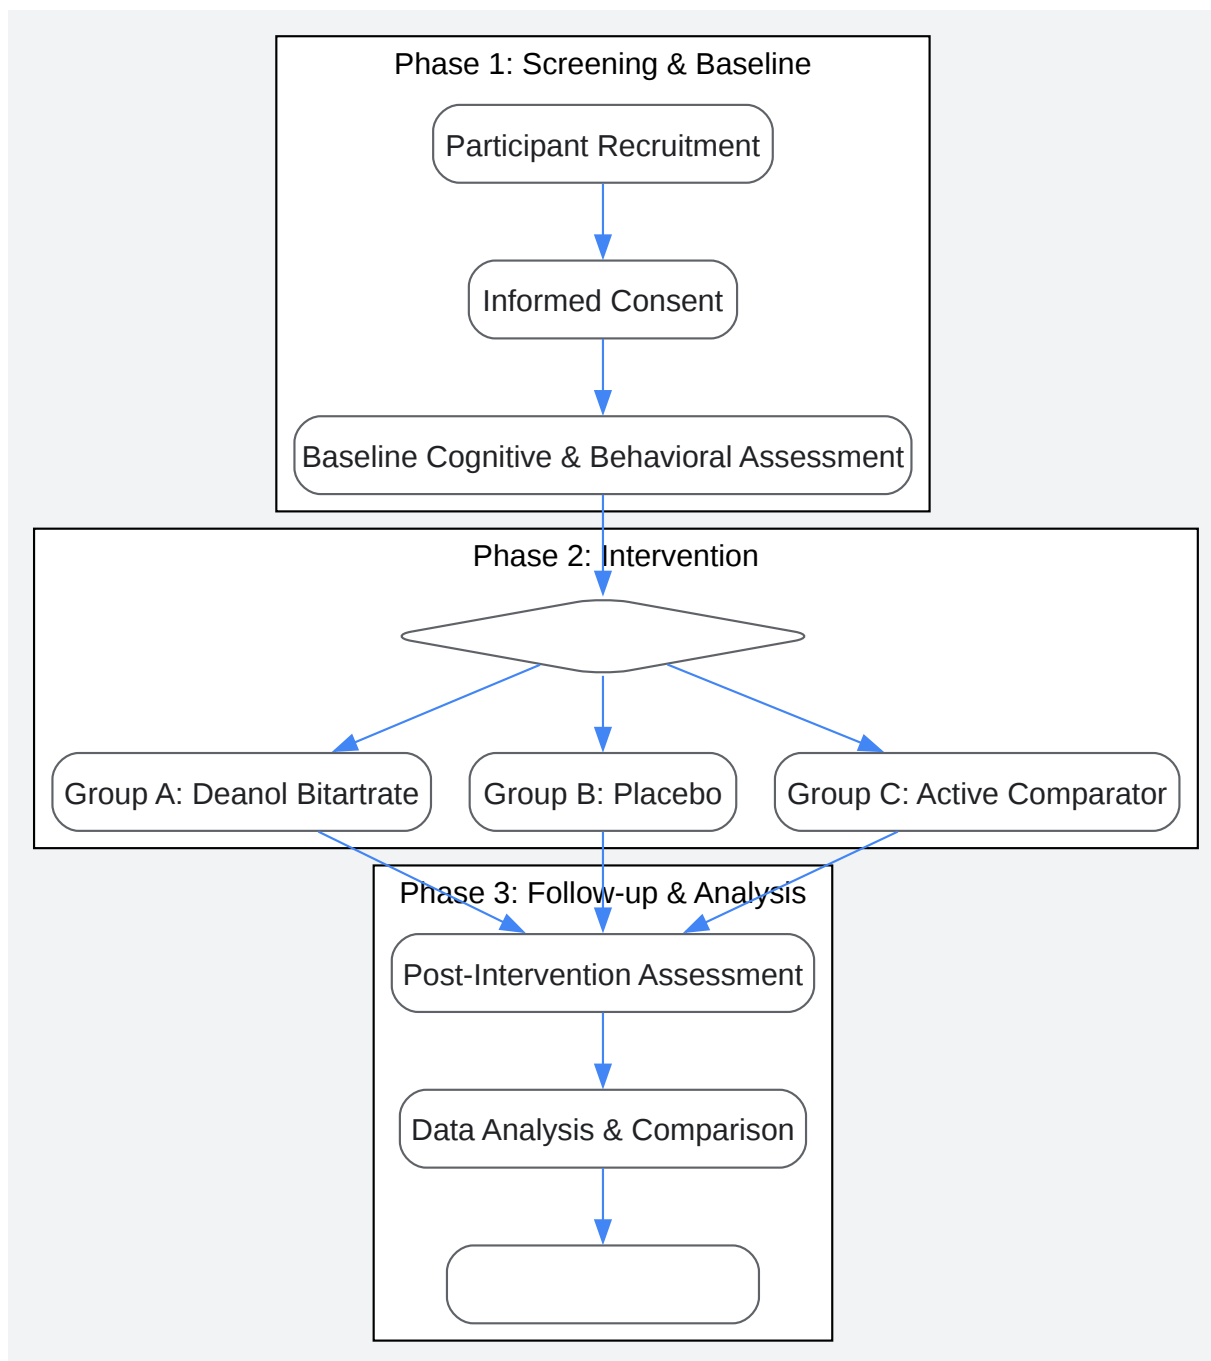 Phase 1: Screening & Baseline
Participant Recruitment
Informed Consent
Baseline Cognitive & Behavioral Assessment
Phase 2: Intervention
Group A: Deanol Bitartrate
Group B: Placebo
Group C: Active Comparator
Phase 3: Follow-up & Analysis
Post-Intervention Assessment
Data Analysis & Comparison